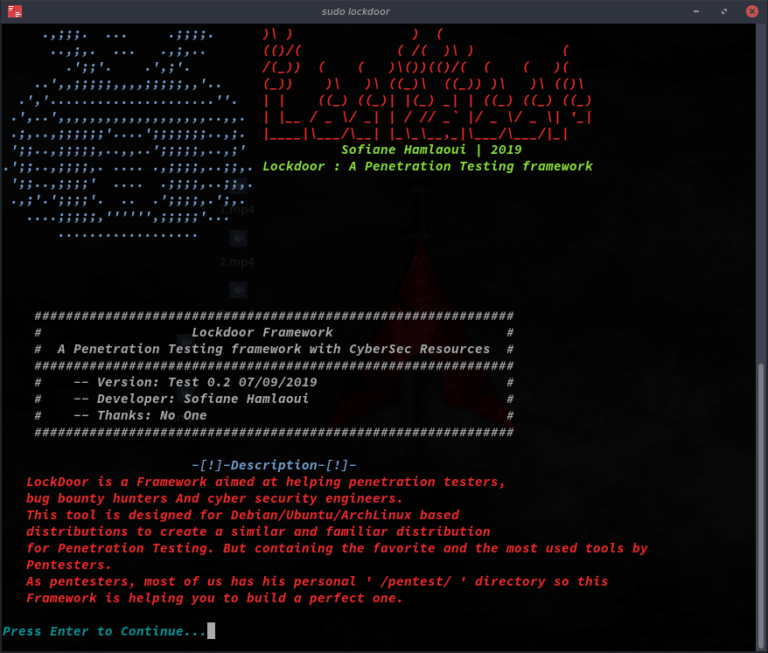 sudo lockdoor
Sofiane Hamlaoui | 2019
Lockdoor : A Penetration Testing framework
1.mp4
2.mp4
############################################################
# Lockdoor Framework #
# A Penetration Testing framework with CyberSec Resources #
############################################################
# -- Version: Test 0.2 07/09/2019 #
# -- Developer: Sofiane Hamlaoui #
# -- Thanks: No One #
############################################################
-[!]-Description-[!]-
LockDoor is a Framework aimed at helping penetration testers,
bug bounty hunters And cyber security engineers.
This tool is designed for Debian/Ubuntu/ArchLinux based
distributions to create a similar and familiar distribution
for Penetration Testing. But containing the favorite and the most used tools by
Pentesters.
As pentesters, most of us has his personal ' /pentest/ ' directory so this
Framework is helping you to build a perfect one.
Press Enter to Continue...